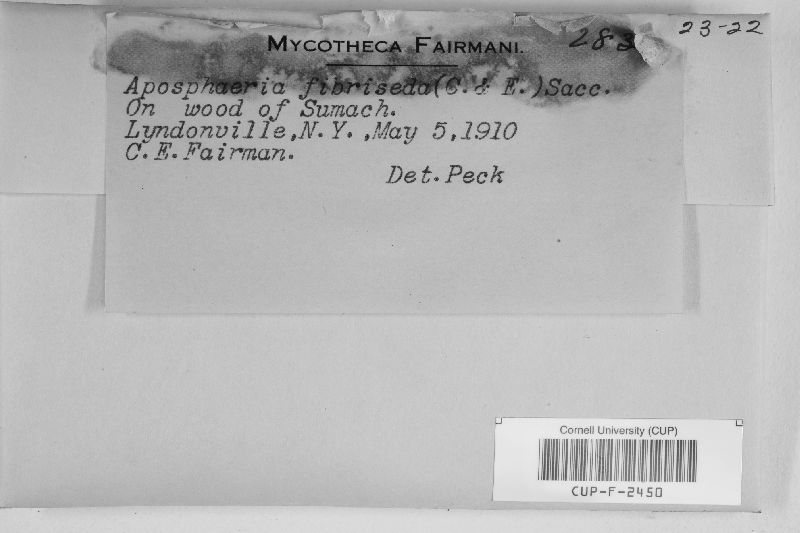 23-22
283
MYCOTHECA FAIRMANI.
Aposphaeria fibriseda(C.& E.)Sacc.
On wood of Sumach.
Lyndonville,N.Y.,May 5,1910
C.E.Fairman.
Det.Peck
Cornell University (CUP)
CUP-F-2450